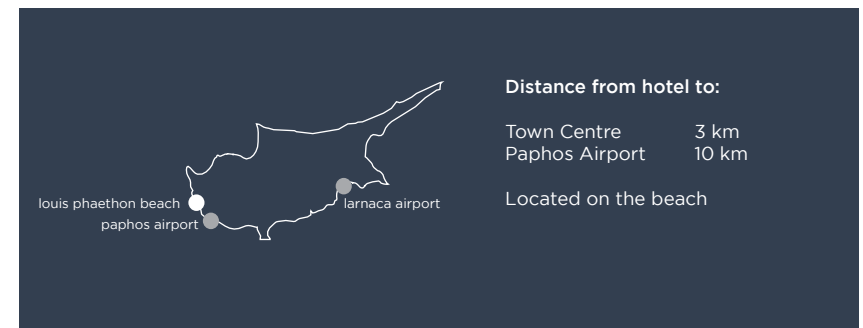 Distance from hotel to:
Town Centre 3 km
Paphos Airport 10 km
Located on the beach
louis phaethon beach
larnaca airport
paphos airport